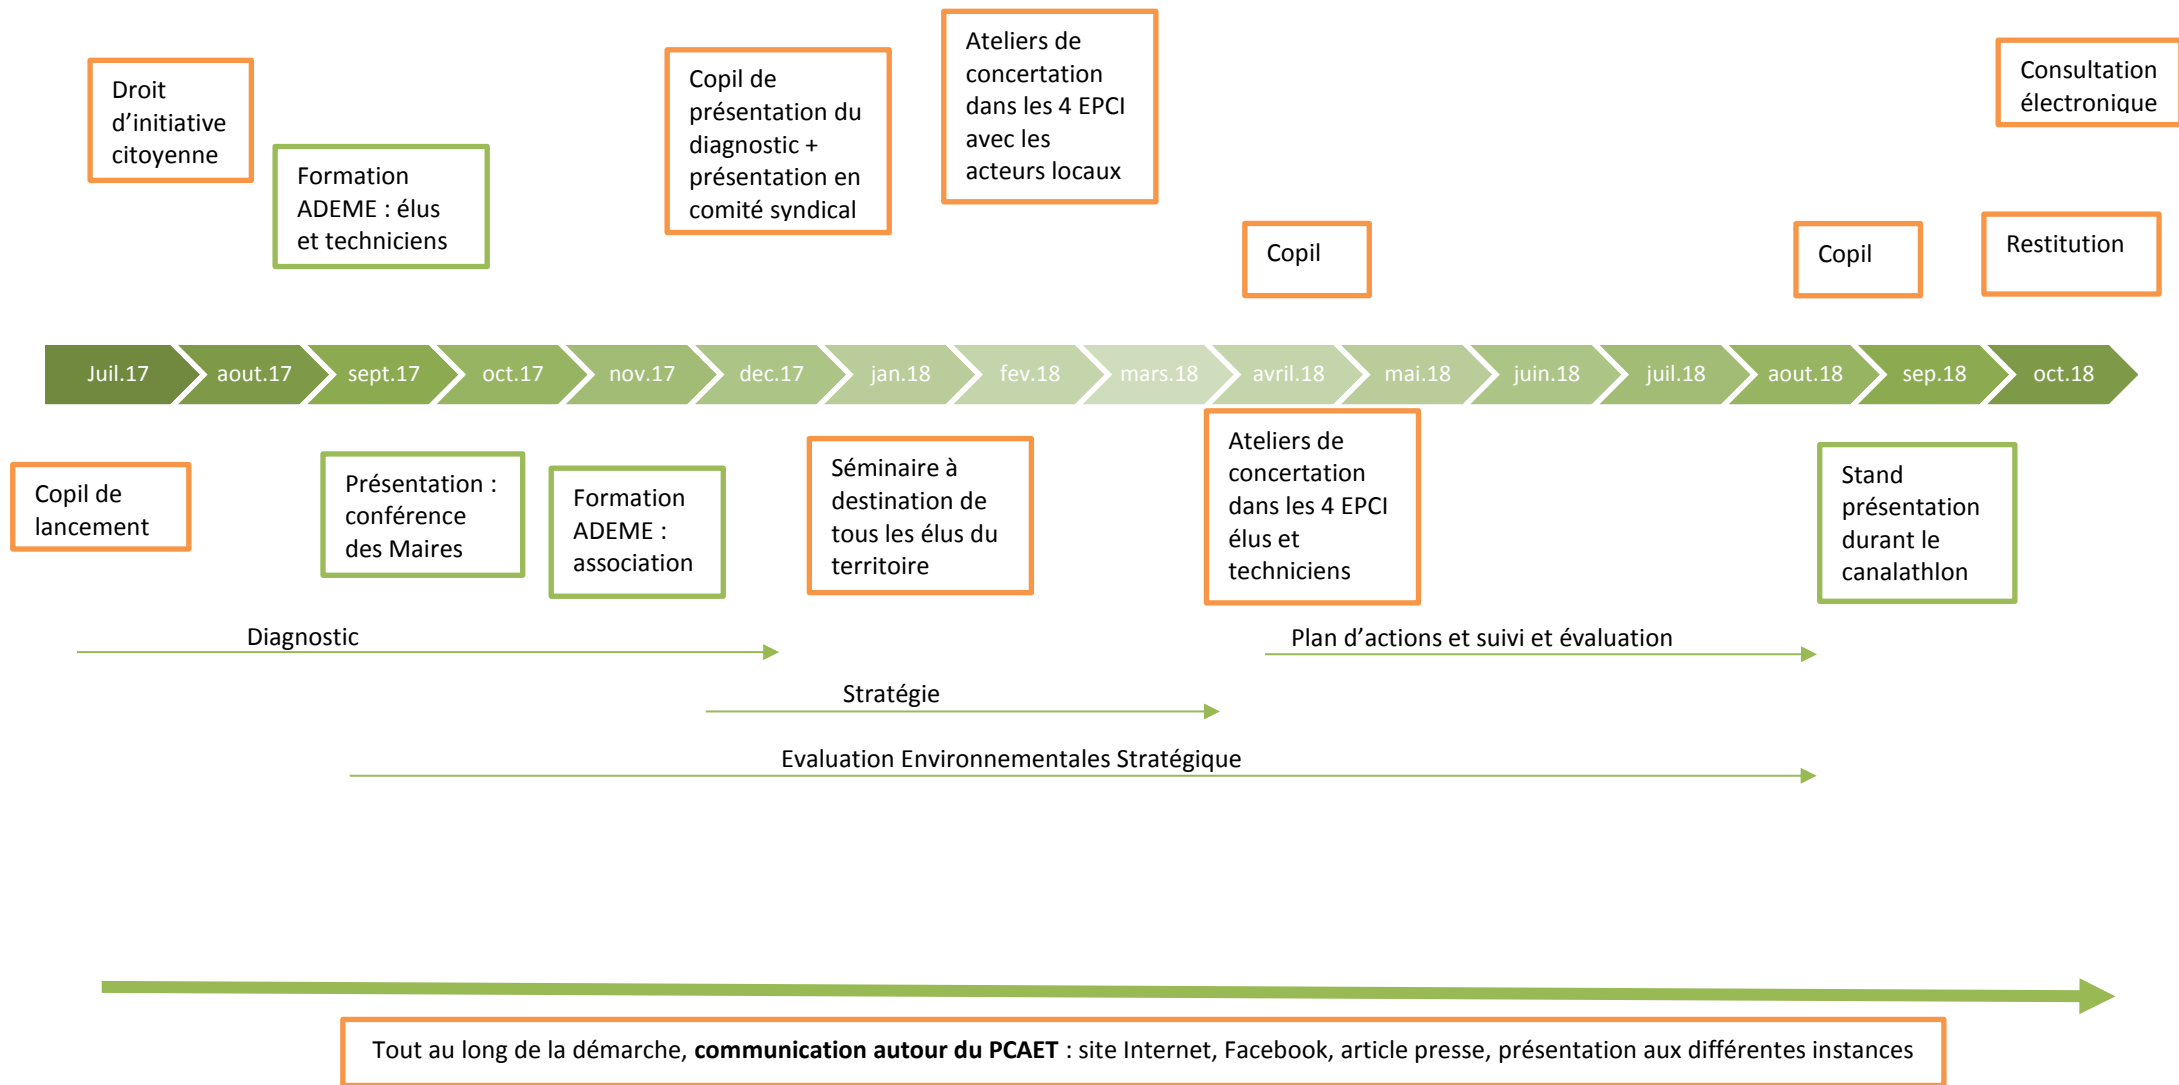 Droit
d’initiative
citoyenne
Formation
ADEME : élus
et techniciens
Copil de
présentation du
diagnostic +
présentation en
comité syndical
Ateliers de
concertation
dans les 4 EPCI
avec les
acteurs locaux
Copil
Copil
Consultation
électronique
Restitution
Juil.17
aout.17
sept.17
oct.17
nov.17
dec.17
jan.18
fev.18
mars.18
avril.18
mai.18
juin.18
juil.18
aout.18
sep.18
oct.18
Copil de
lancement
Présentation :
conférence
des Maires
Formation
ADEME :
association
Séminaire à
destination de
tous les élus du
territoire
Ateliers de
concertation
dans les 4 EPCI
élus et
techniciens
Stand
présentation
durant le
canalathlon
Diagnostic
Plan d’actions et suivi et évaluation
Stratégie
Evaluation Environnementales Stratégique
Tout au long de la démarche, communication autour du PCAET : site Internet, Facebook, article presse, présentation aux différentes instances